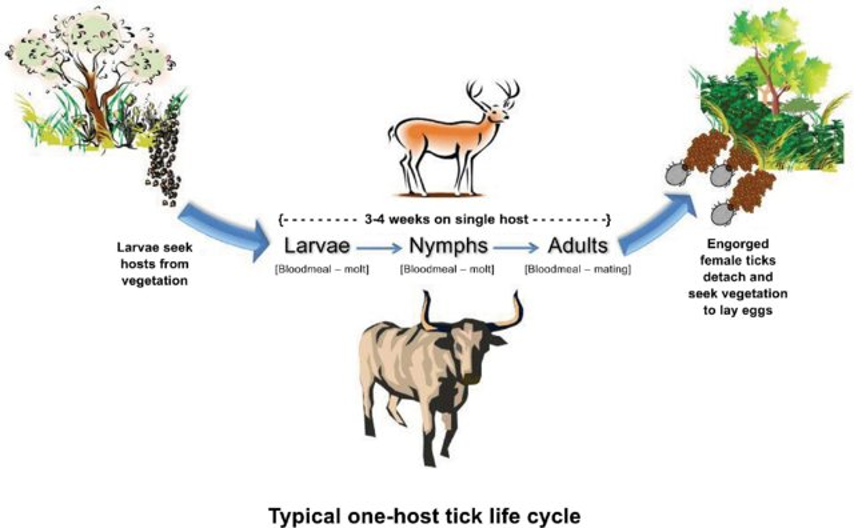 Larvae seek
hosts from
vegetation
{- - - - - - - - - 3-4 weeks on single host - - - - - - - - -}
Larvae → Nymphs → Adults
[Bloodmeal – molt] [Bloodmeal – molt] [Bloodmeal – mating]
Engorged
female ticks
detach and
seek vegetation
to lay eggs
Typical one-host tick life cycle